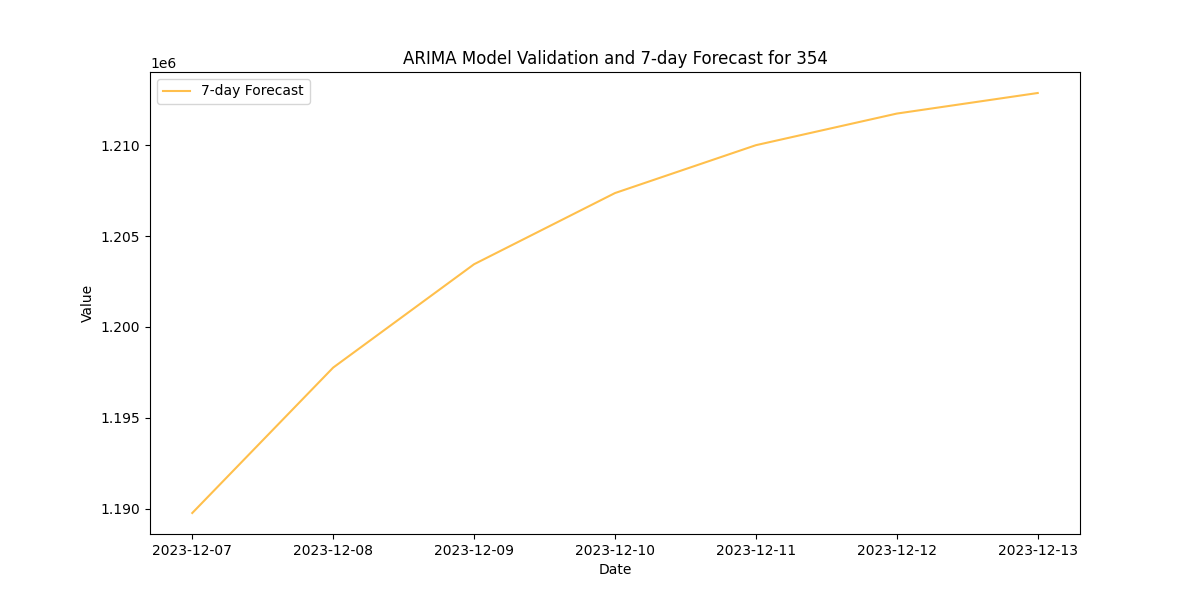 ARIMA Model Validation and 7-day Forecast for 354
1e6
7-day Forecast
1.210
1.205
1.200
1.195
1.190
Value
2023-12-07 2023-12-08 2023-12-09 2023-12-10 2023-12-11 2023-12-12 2023-12-13
Date